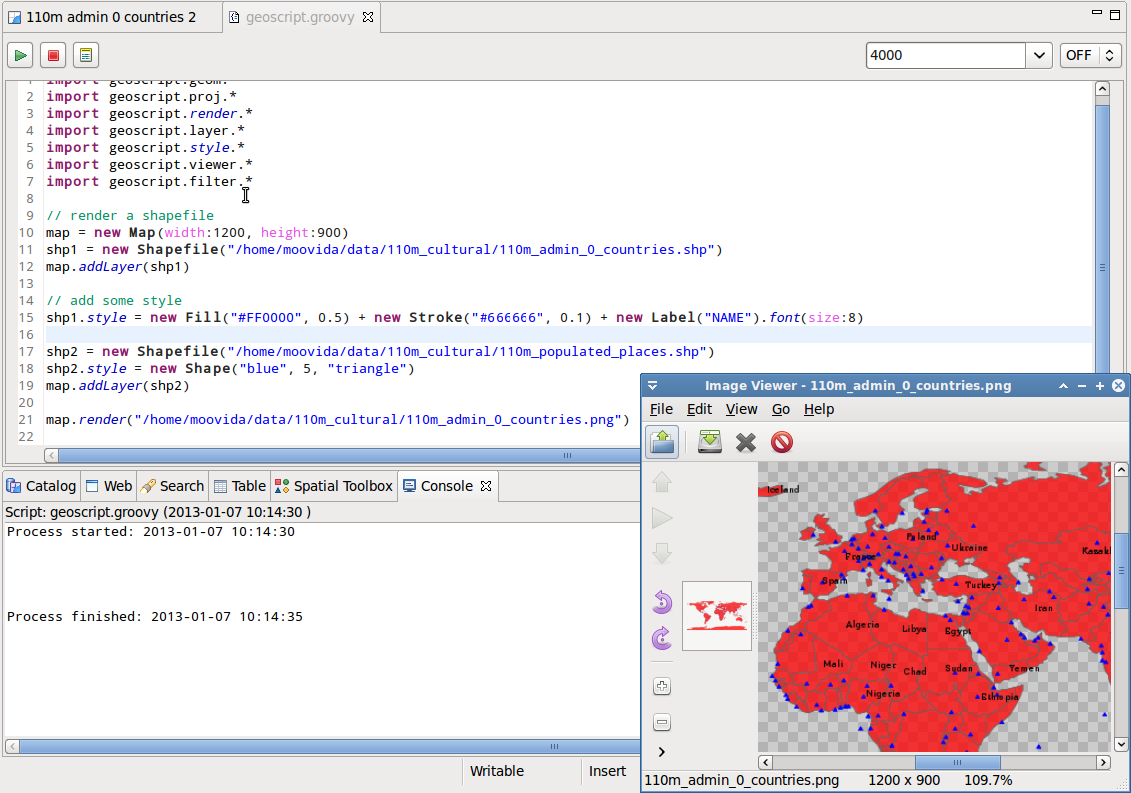 110m admin 0 countries 2
geoscript.groovy
4000
OFF
1 import geoscript.geom.*
2 import geoscript.proj.*
3 import geoscript.render.*
4 import geoscript.layer.*
5 import geoscript.style.*
6 import geoscript.viewer.*
7 import geoscript.filter.*
8
9 // render a shapefile
10 map = new Map(width:1200, height:900)
11 shp1 = new Shapefile("/home/moovida/data/110m_cultural/110m_admin_0_countries.shp")
12 map.addLayer(shp1)
13
14 // add some style
15 shp1.style = new Fill("#FF0000", 0.5) + new Stroke("#666666", 0.1) + new Label("NAME").font(size:8)
16
17 shp2 = new Shapefile("/home/moovida/data/110m_cultural/110m_populated_places.shp")
18 shp2.style = new Shape("blue", 5, "triangle")
19 map.addLayer(shp2)
20
21 map.render("/home/moovida/data/110m_cultural/110m_admin_0_countries.png")
22
Catalog
Web
Search
Table
Spatial Toolbox
Console
Script: geoscript.groovy (2013-01-07 10:14:30 )
Process started: 2013-01-07 10:14:30
Process finished: 2013-01-07 10:14:35
Writable
Insert
Image Viewer - 110m_admin_0_countries.png
File Edit View Go Help
Iceland
Poland
Ukraine
France
Kazakl
Spain
Turkey
Iran
Algeria
Libya
Egypt
Mali
Niger
Chad
Sudan
Yemen
Nigeria
Ethiopia
110m_admin_0_countries.png
1200 x 900
109.7%